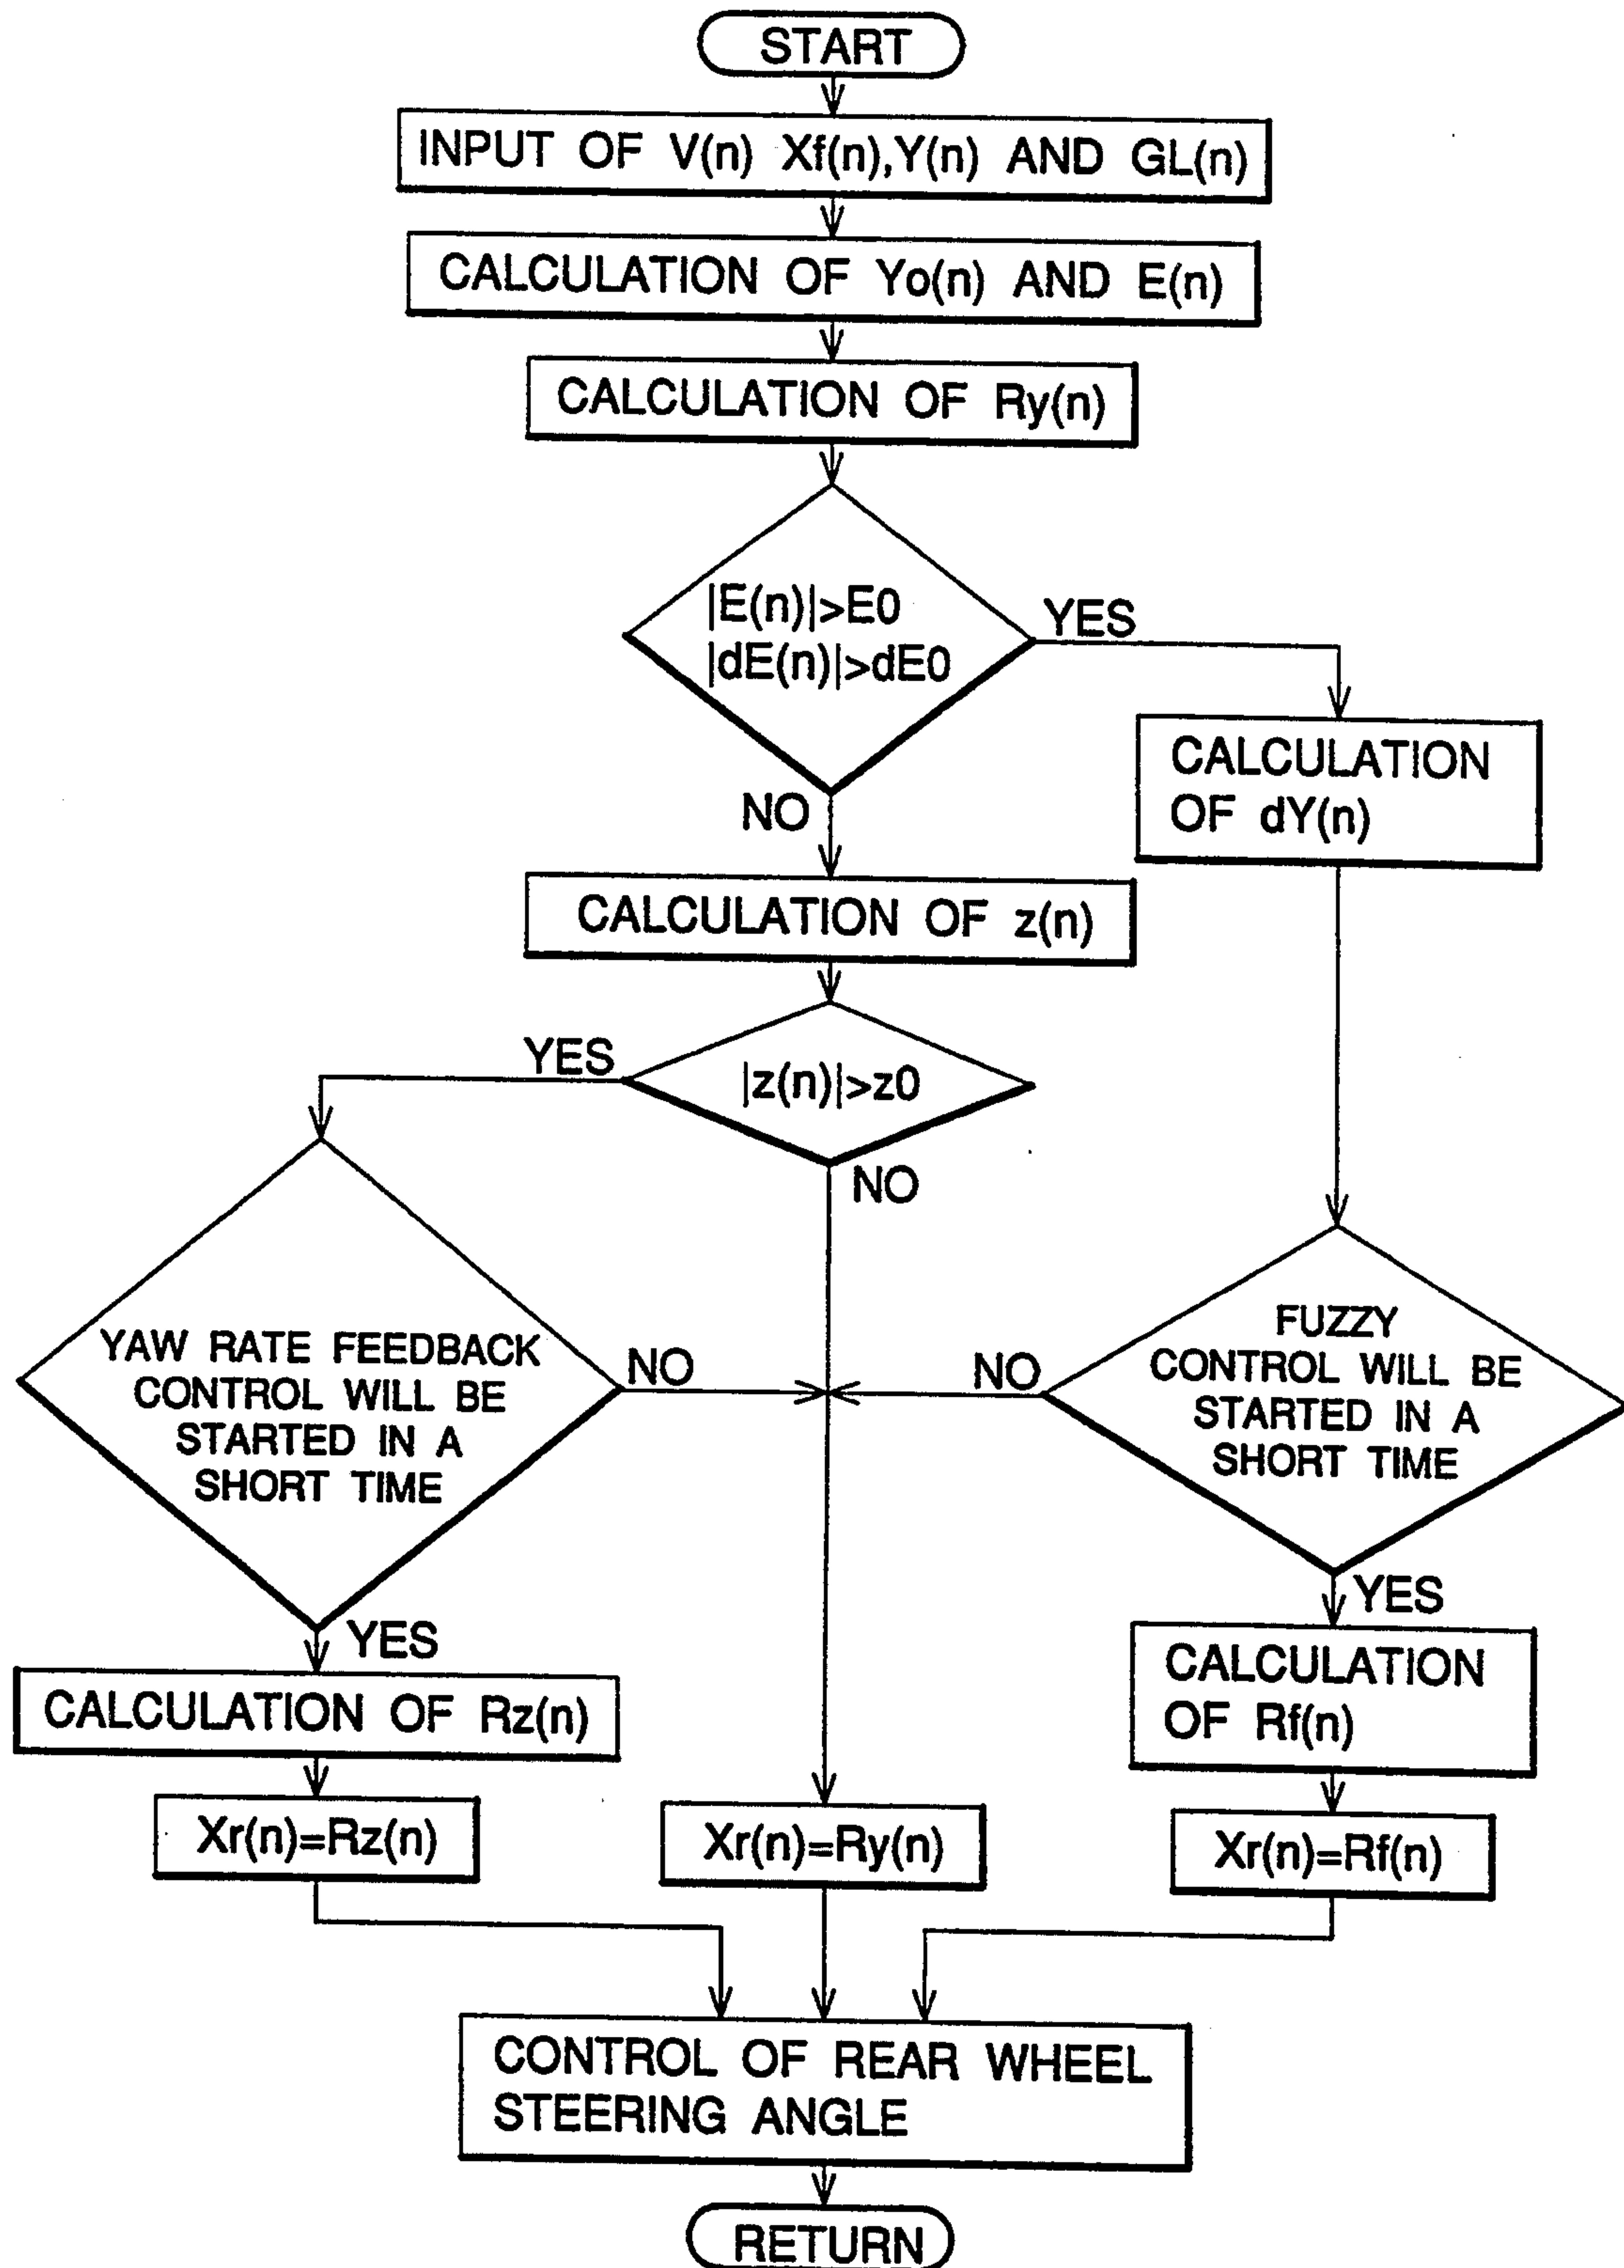 START
INPUT OF V(n) Xf(n),Y(n) AND GL(n)
CALCULATION OF Yo(n) AND E(n)
CALCULATION OF Ry(n)
|E(n)|>E0
|dE(n)|>dE0
YES
NO
CALCULATION
OF dY(n)
CALCULATION OF z(n)
YES
|z(n)|>z0
NO
YAW RATE FEEDBACK
CONTROL WILL BE
STARTED IN A
SHORT TIME
NO
NO
FUZZY
CONTROL WILL BE
STARTED IN A
SHORT TIME
YES
YES
CALCULATION OF Rz(n)
CALCULATION
OF Rf(n)
Xr(n)=Rz(n)
Xr(n)=Ry(n)
Xr(n)=Rf(n)
CONTROL OF REAR WHEEL
STEERING ANGLE
RETURN